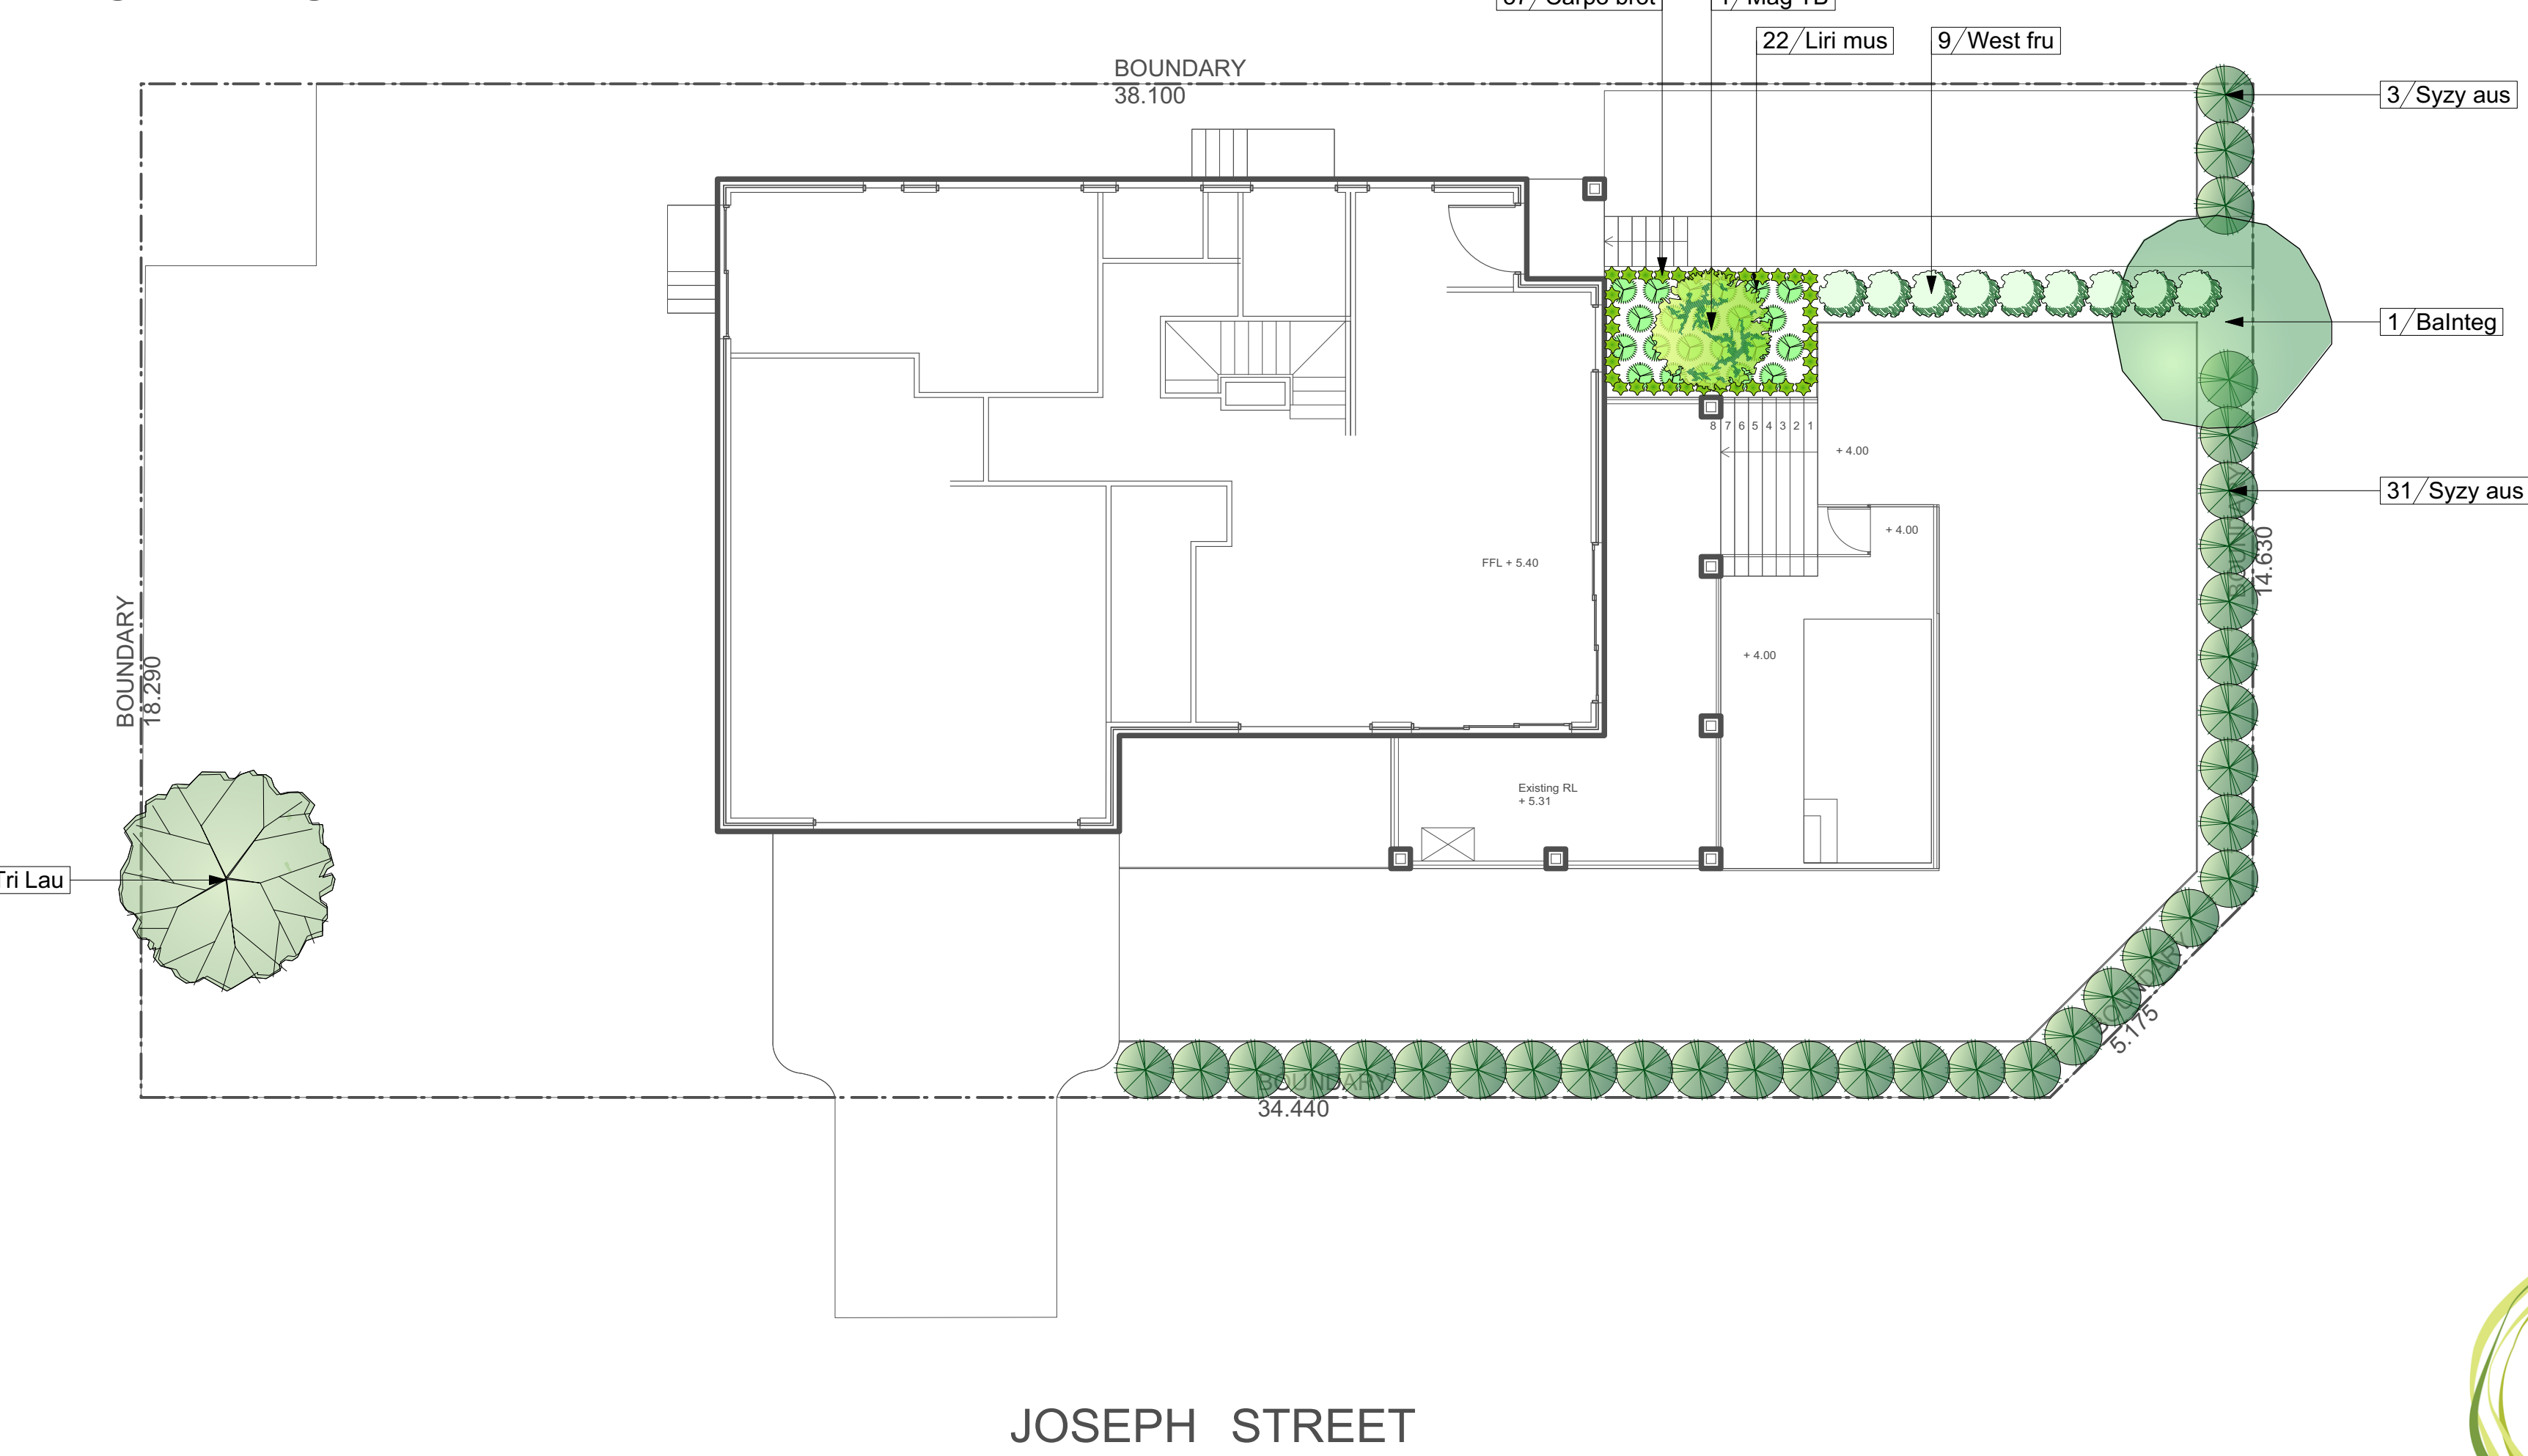 22/Liri mus
9/West fru
BOUNDARY
38.100
3/Syzy aus
1/BaInteg
8 7 6 5 4 3 2 1
+ 4.00
31/Syzy aus
+ 4.00
FFL + 5.40
BOUNDARY
14.630
BOUNDARY
18.290
+ 4.00
Existing RL
+ 5.31
Tri Lau
BOUNDARY
5.175
BOUNDARY
34.440
JOSEPH STREET